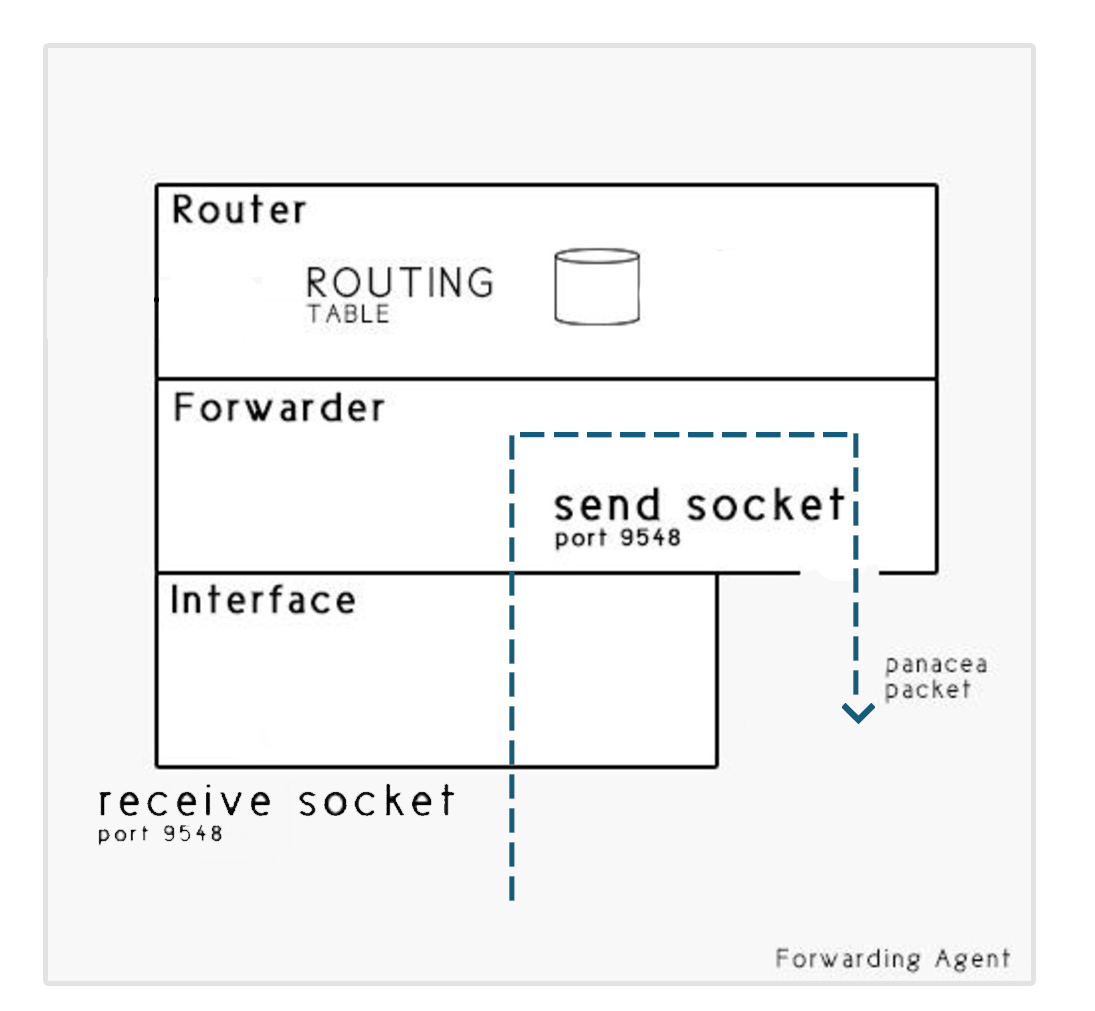 Router
ROUTING
TABLE
Forwarder
send socket
port 9548
Interface
panacea
packet
receive socket
port 9548
Forwarding Agent